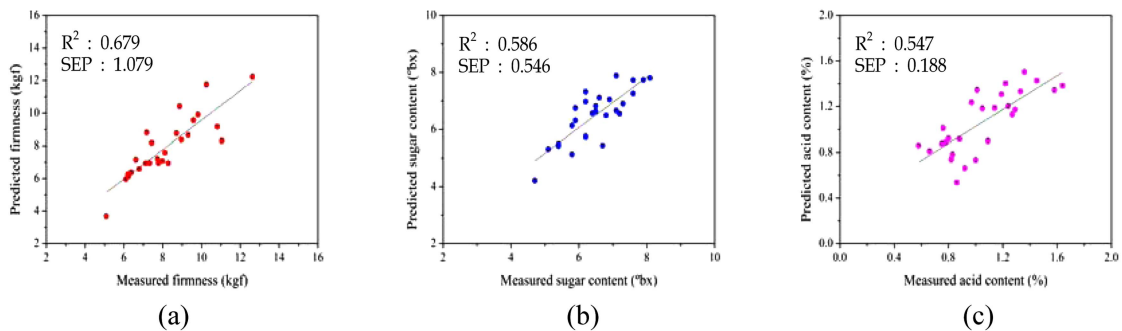 R² : 0.679
SEP : 1.079
Predicted firmness (kgf)
16
14
12
10
8
6
4
2
2 4 6 8 10 12 14 16
Measured firmness (kgf)
(a)
R² : 0.586
SEP : 0.546
Predicted sugar content (ºbx)
10
8
6
4
2
2 4 6 8 10
Measured sugar content (ºbx)
(b)
R² : 0.547
SEP : 0.188
Predicted acid content (%)
2.0
1.6
1.2
0.8
0.4
0.0
0.0 0.4 0.8 1.2 1.6 2.0
Measured acid content (%)
(c)